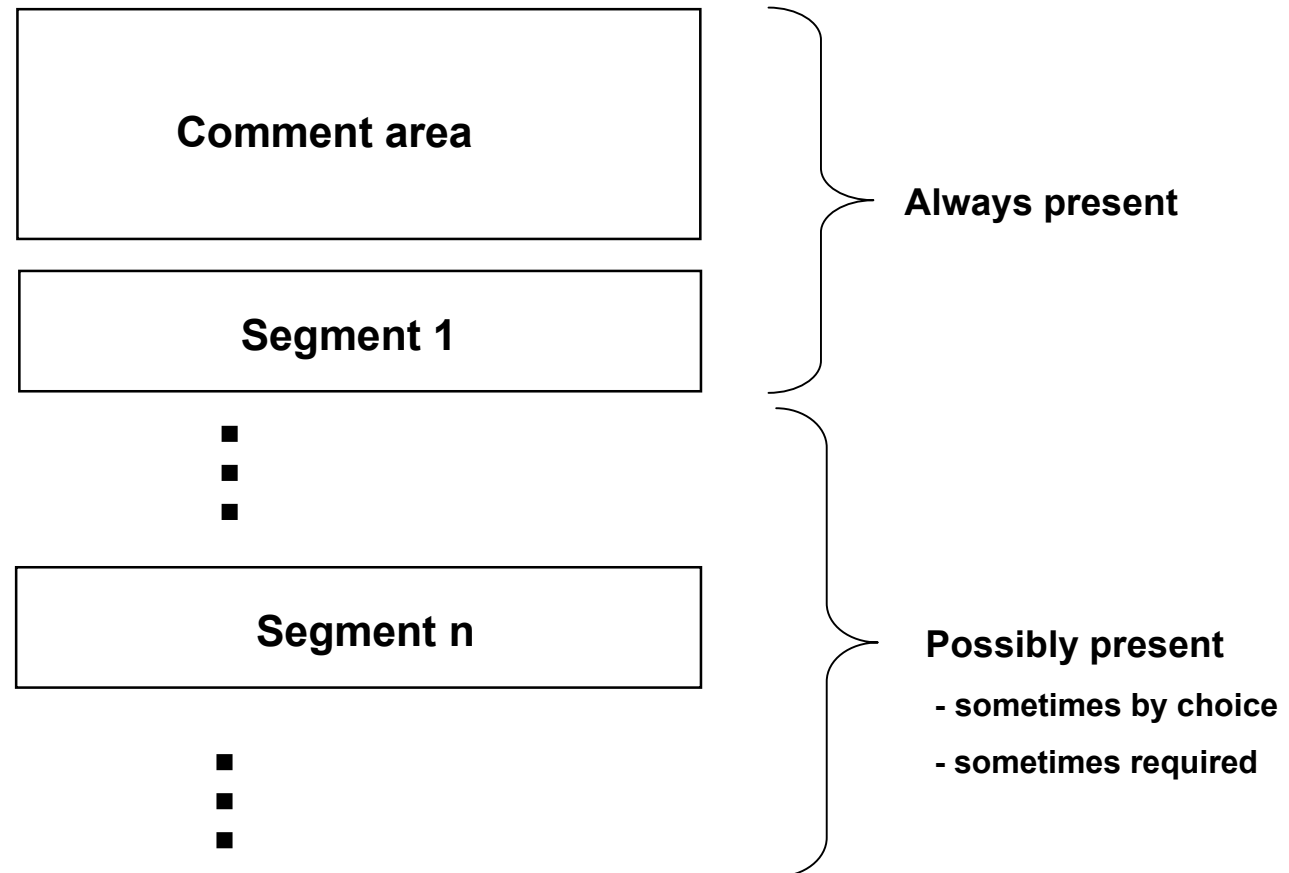 Comment area
Always present
Segment 1
Segment n
Possibly present
- sometimes by choice
- sometimes required